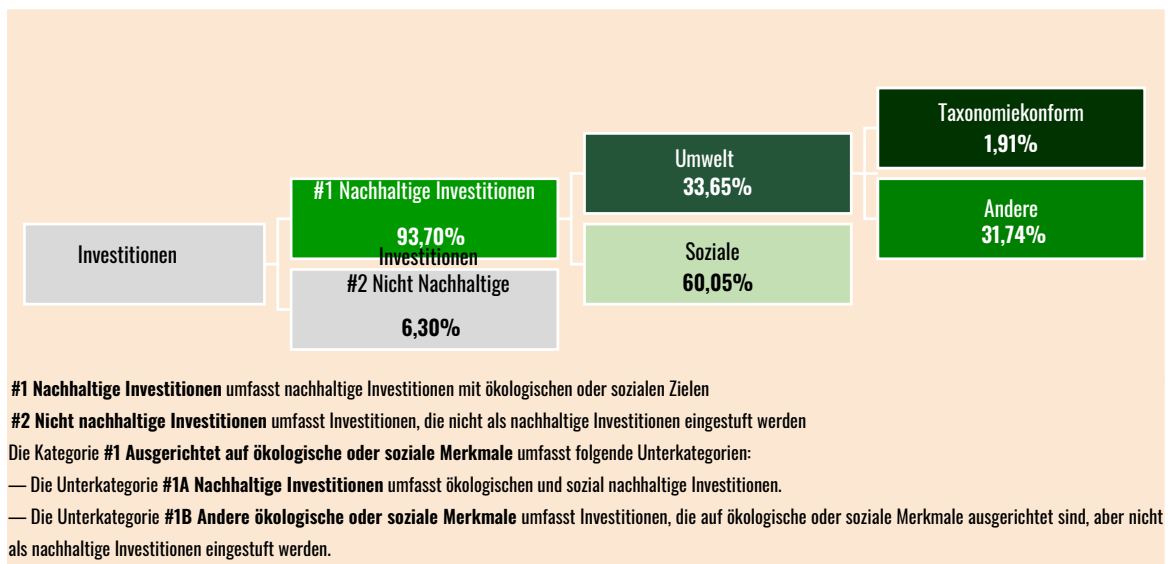 Taxonomiekonform
1,91%
Umwelt
33,65%
#1 Nachhaltige Investitionen
93,70%
Andere
31,74%
Investitionen
Soziale
60,05%
Investitionen
#2 Nicht Nachhaltige
6,30%
#1 Nachhaltige Investitionen umfasst nachhaltige Investitionen mit ökologischen oder sozialen Zielen
#2 Nicht nachhaltige Investitionen umfasst Investitionen, die nicht als nachhaltige Investitionen eingestuft werden
Die Kategorie #1 Ausgerichtet auf ökologische oder soziale Merkmale umfasst folgende Unterkategorien:
— Die Unterkategorie #1A Nachhaltige Investitionen umfasst ökologischen und sozial nachhaltige Investitionen.
— Die Unterkategorie #1B Andere ökologische oder soziale Merkmale umfasst Investitionen, die auf ökologische oder soziale Merkmale ausgerichtet sind, aber nicht
als nachhaltige Investitionen eingestuft werden.